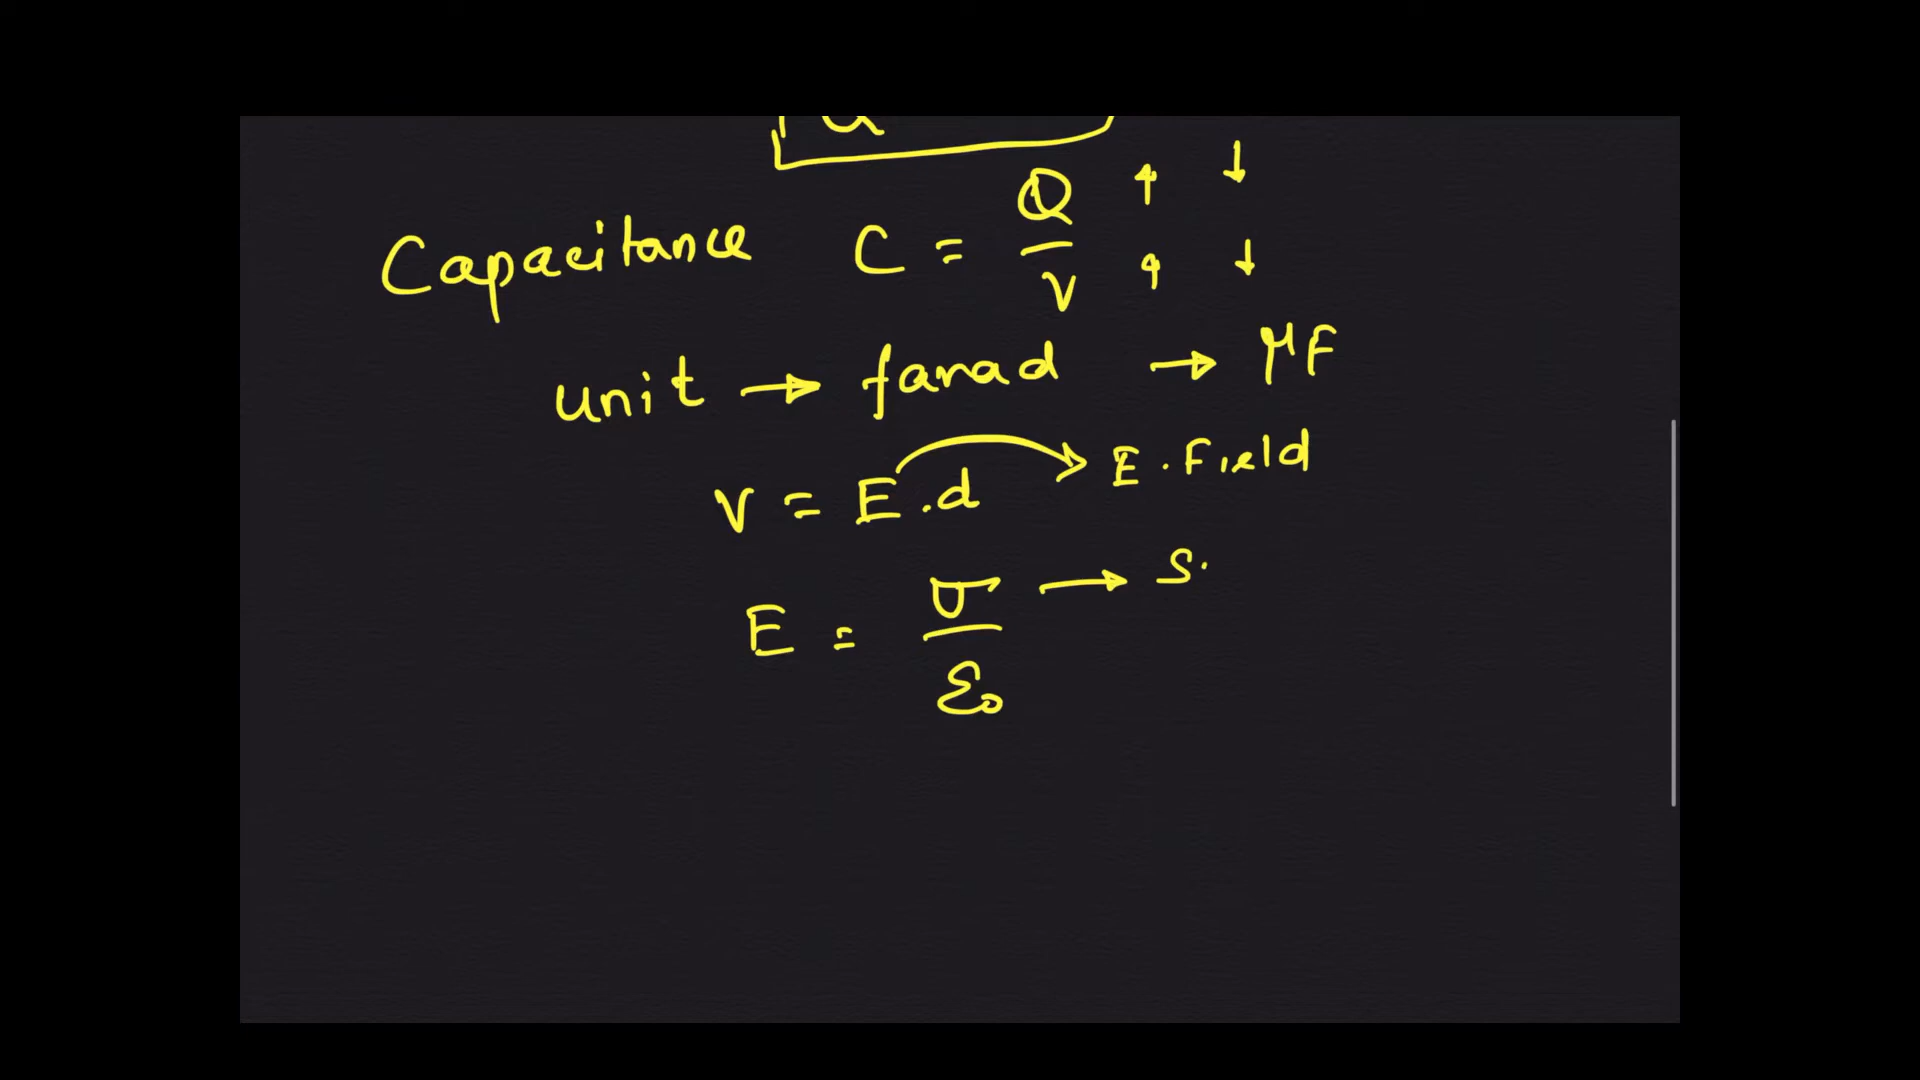 Capacitance C = Q/V ↑ ↓ ↑ ↓
unit → farad → μF
V = E.d → E. Field
E = σ/ε₀ → S.